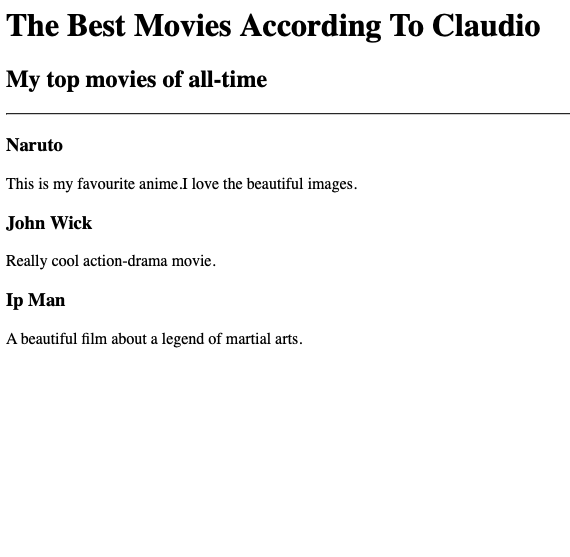 The Best Movies According To Claudio
My top movies of all-time
Naruto
This is my favourite anime.I love the beautiful images.
John Wick
Really cool action-drama movie.
Ip Man
A beautiful film about a legend of martial arts.